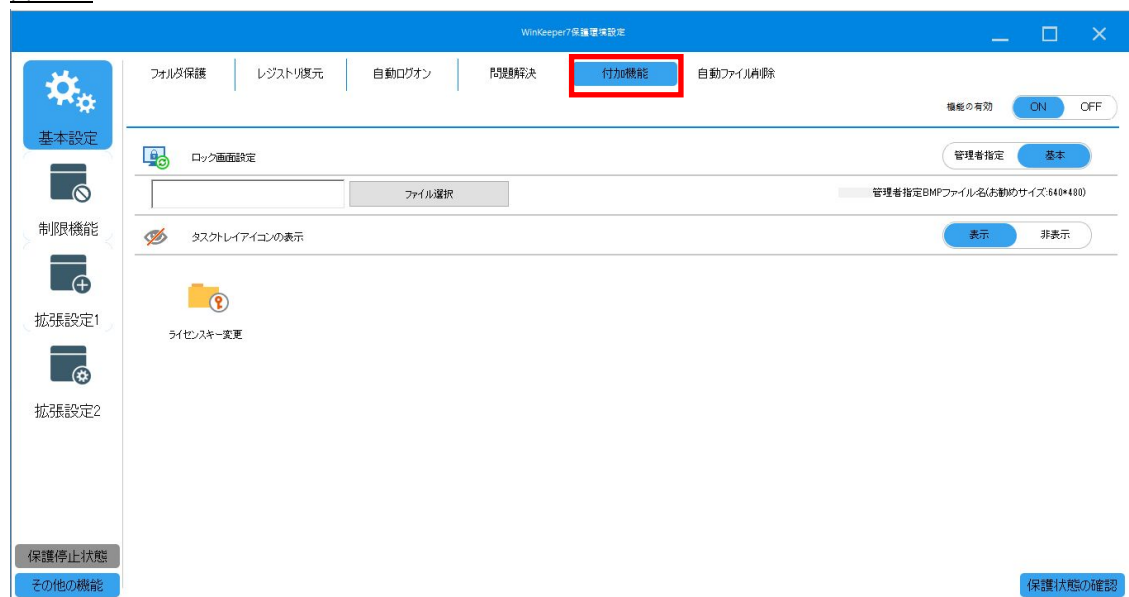 WinKeeper7保護環境設定
フォルダ保護 レジストリ復元 自動ログオン 問題解決 付加機能 自動ファイル削除
機能の有効 ON OFF
基本設定
ロック画面設定 管理者指定 基本
ファイル選択 管理者指定BMPファイル名(お勧めサイズ:640*480)
制限機能
タスクトレイアイコンの表示 表示 非表示
拡張設定1
ライセンスキー変更
拡張設定2
保護停止状態
その他の機能 保護状態の確認